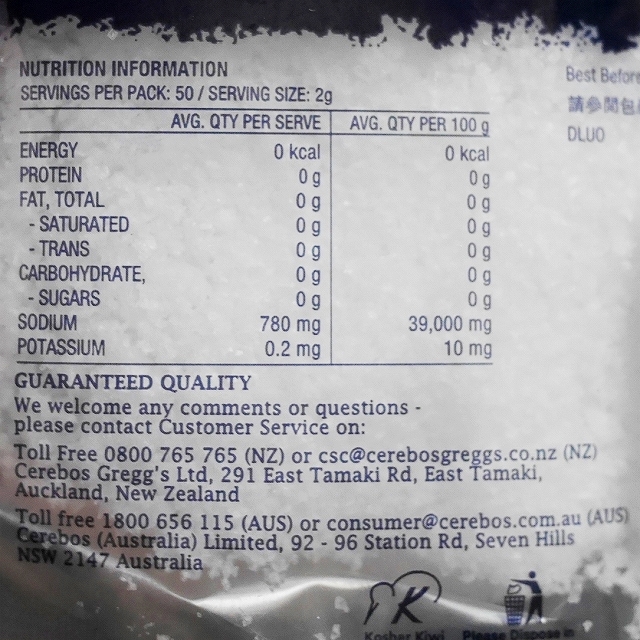 NUTRITION INFORMATION
SERVINGS PER PACK: 50 / SERVING SIZE: 2g
AVG. QTY PER SERVE AVG. QTY PER 100 g
ENERGY 0 kcal 0 kcal
PROTEIN 0 g 0 g
FAT, TOTAL 0 g 0 g
- SATURATED 0 g 0 g
- TRANS 0 g 0 g
CARBOHYDRATE, 0 g 0 g
- SUGARS 0 g 0 g
SODIUM 780 mg 39,000 mg
POTASSIUM 0.2 mg 10 mg
Best Before
請參閱包
DLUO
GUARANTEED QUALITY
We welcome any comments or questions -
please contact Customer Service on:
Toll Free 0800 765 765 (NZ) or csc@cerebosgreggs.co.nz (NZ)
Cerebos Gregg's Ltd, 291 East Tamaki Rd, East Tamaki,
Auckland, New Zealand
Toll free 1800 656 115 (AUS) or consumer@cerebos.com.au (AUS)
Cerebos (Australia) Limited, 92 - 96 Station Rd, Seven Hills
NSW 2147 Australia
K
Kosher Kiwi Please Dispose